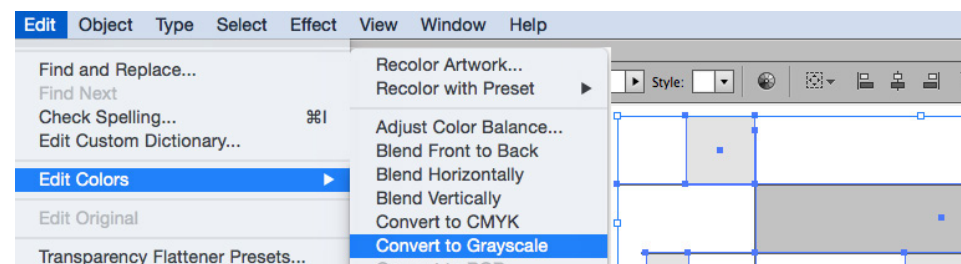 Edit Object Type Select Effect View Window Help
Find and Replace...
Find Next
Check Spelling... ⌘I
Edit Custom Dictionary...
Edit Colors
Edit Original
Transparency Flattener Presets...
Recolor Artwork...
Recolor with Preset
Adjust Color Balance...
Blend Front to Back
Blend Horizontally
Blend Vertically
Convert to CMYK
Convert to Grayscale
Style: